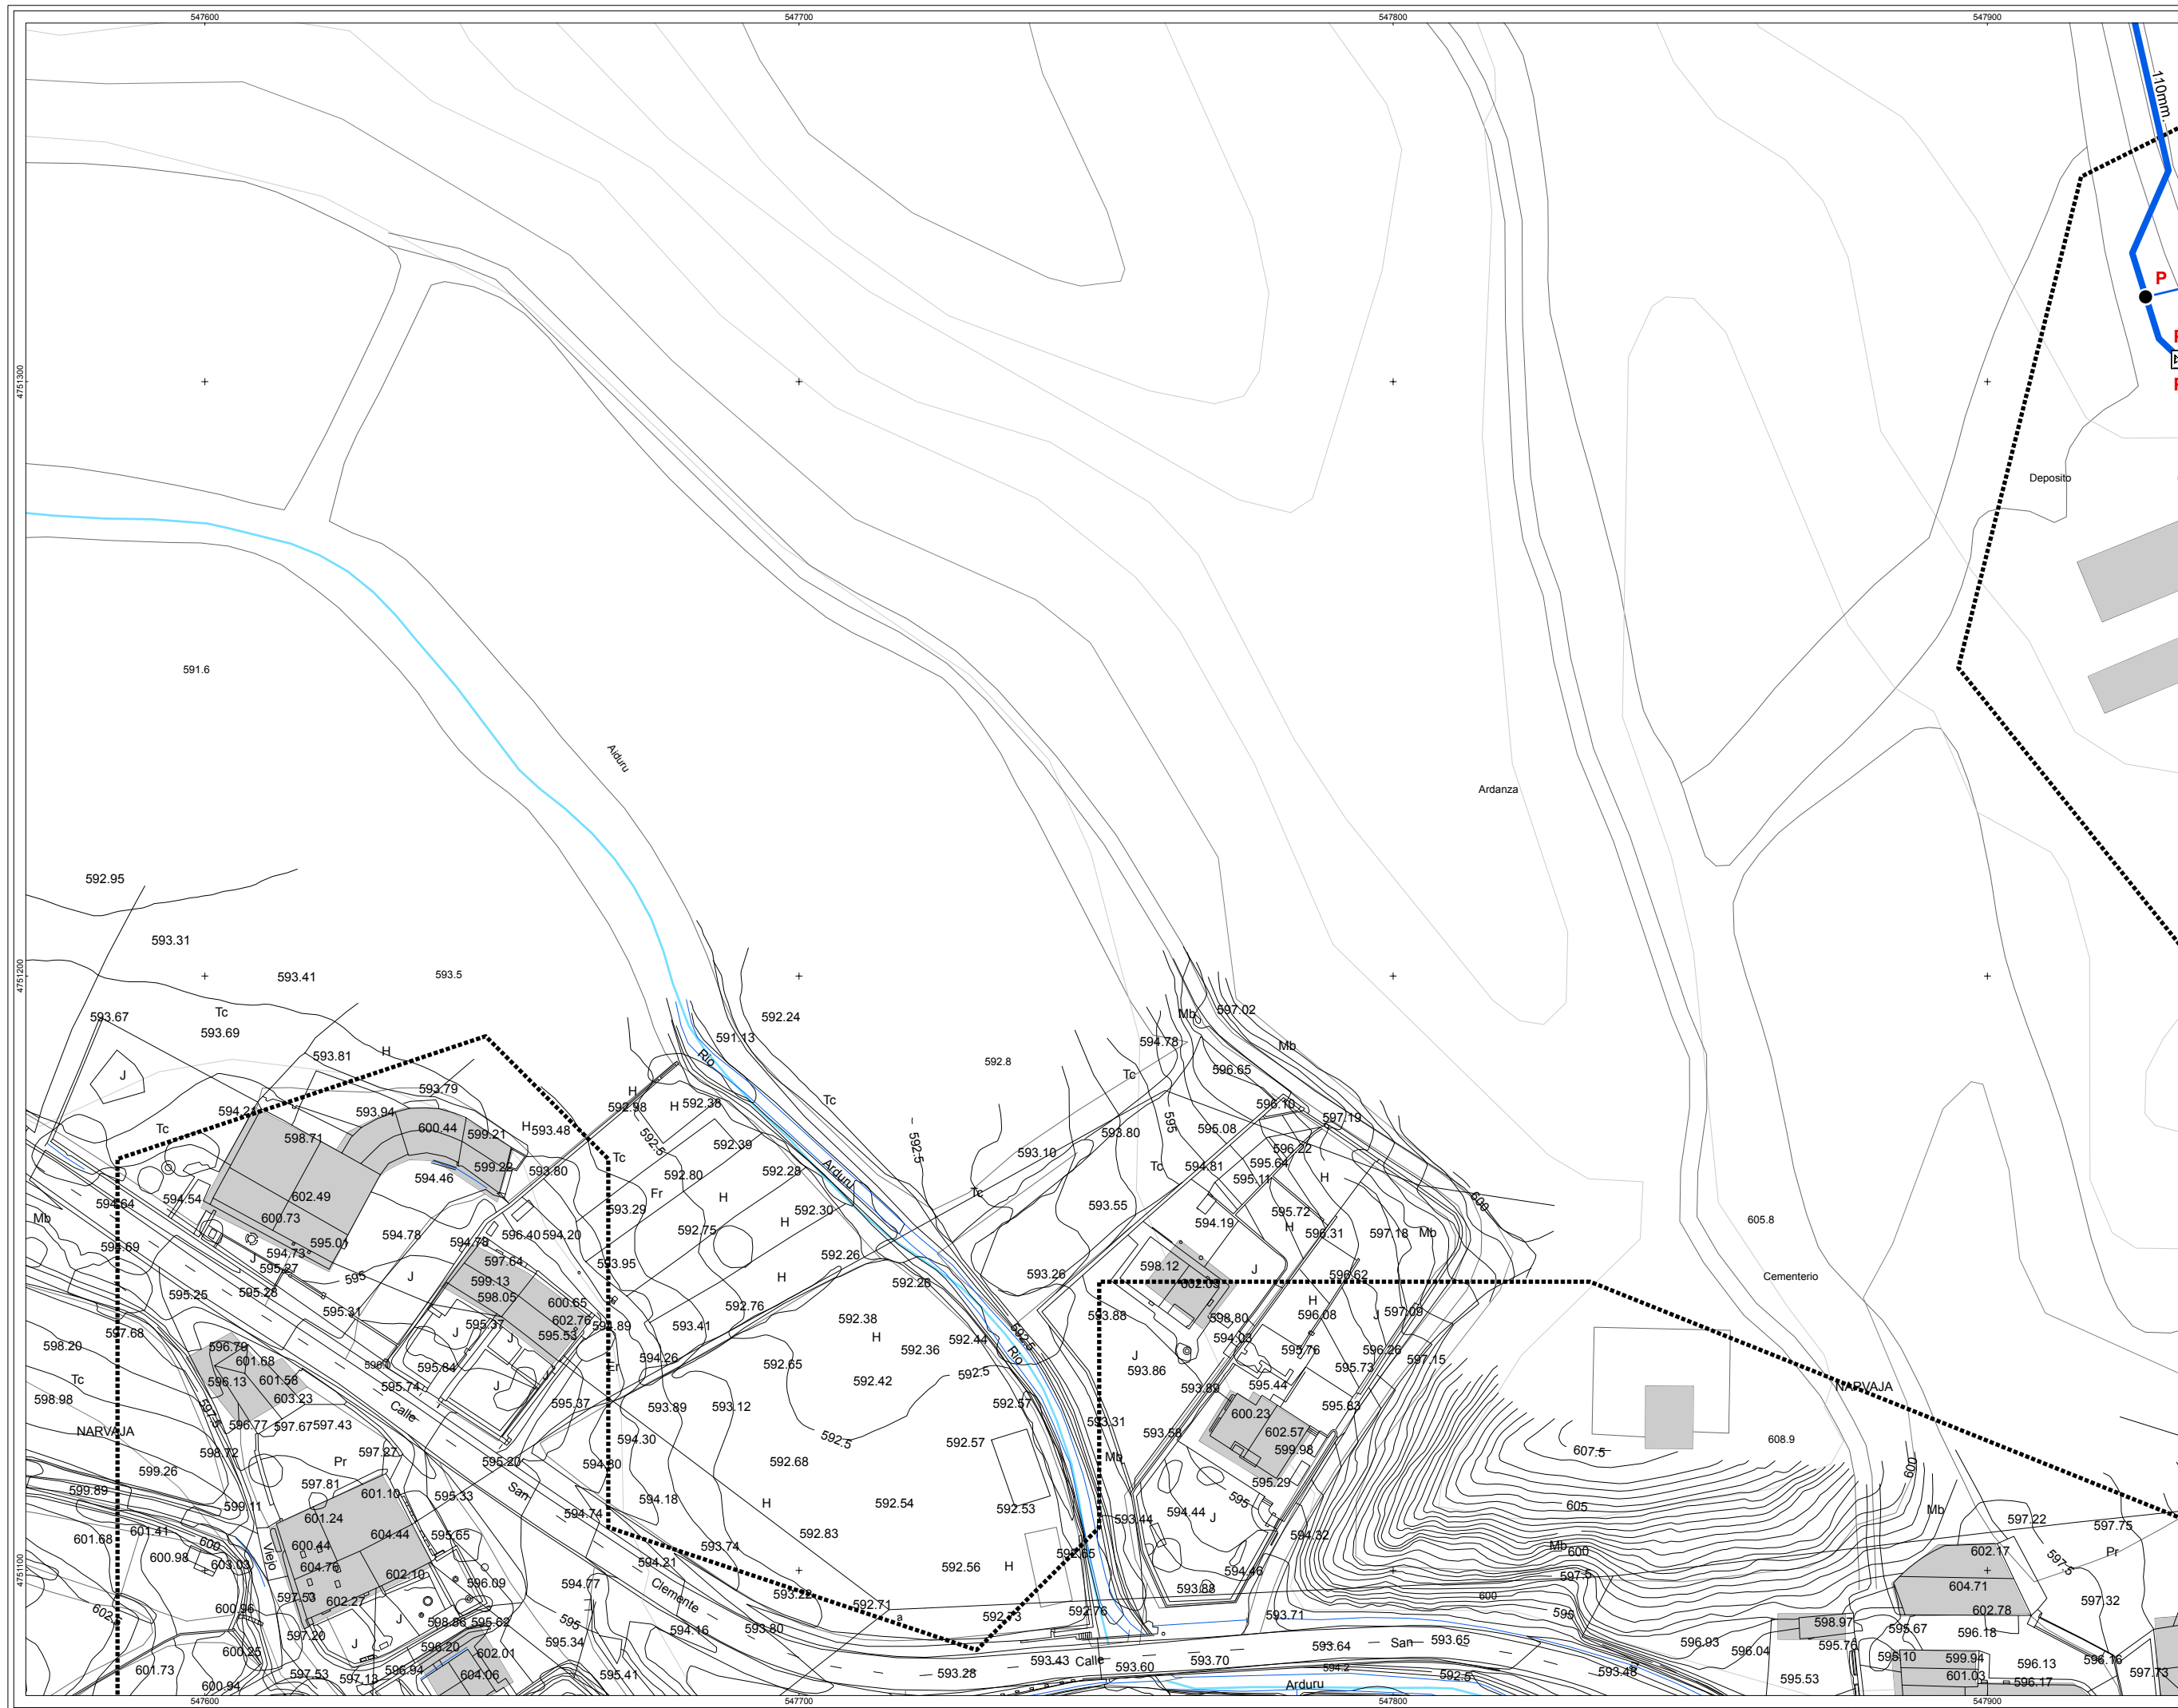 547600 547700 547800 547900
110mm.
P
4751300
Deposito
591.6
Aiduru
Ardanza
592.95
593.31
593.41 593.5
4751200
593.67 Tc 592.24 Mb 597.02
593.69 591.13 594.78 Mb
593.81 H Rio 592.8
J 593.79 H Tc 596.65
594.21 593.94 592.98 H 592.38 Tc 596.10
Tc 600.44 599.21 H 593.48 592.5 592.39 592.5 593.80 595 595.08 597.19
598.71 596.22
599.22 593.80 Tc 592.80 592.28 Arduru 593.10 Tc 594.81 595.64
594.54 602.49 594.46 Fr H Tc 595.11 H
594.64 600.73 593.29 592.30 593.55 595.72 600 605.8
Mb 594.69 595.01 594.78 594.78 596.40 594.20 592.75 H 594.19 H 596.31 597.18 Mb
J 594.73 597.64 593.95 592.26 598.12 J
595.27 595 J 599.13 H 592.26 593.26 602.03 596.62 Cementerio
595.25 595.28 598.05 600.65 592.76 H
595.31 595.37 602.76 594.89 593.41 592.38 593.88 598.80 596.08 J 597.09
597.68 J J 595.53 H 592.44 592.5 594.03
598.20 596.79 601.68 595.84 594.26 592.65 592.36 Rio J 595.76 596.26 597.15
Tc 596.13 601.58 595.74 J 592.42 592.5 593.86 595.73 NARVAJA
598.98 603.23 Calle 595.37 593.89 593.12 592.57 593.89 595.44
597.5 596.77 597.67 597.43 593.31 600.23 595.83
NARVAJA 598.72 597.27 594.30 592.5 592.57 593.58 602.57 607.5 608.9
599.26 Pr 595.20 594.80 592.68 Mb 599.98 600
599.89 599.11 597.81 601.10 595.33 San 594.18 H 592.54 592.53 595.29
601.24 594.74 594.44 595 605 Mb
601.68 601.41 600 604.44 595.65 592.83 593.44 J 594.32 597.22 597.75
600.98 603.03 Viejo 600.44 593.74 592.65 Mb 600 602.17 597.5 Pr
4751100
604.76 602.10 594.21 592.56 H 594.46 597.5
597.53 602.27 596.09 594.77 Clemente 593.22 593.88 600 604.71
600.96 J 598.86 595.62 595 592.71 a 592.73 592.76 593.71 595 602.78 597.32
597.20 J 594.16 593.80 598.97 595.67
600.25 596.20 602.01 595.34 593.64 San 593.65 596.93 596.04 595.76 596.18
601.73 597.53 597.13 596.94 604.06 595.41 593.28 593.43 Calle 593.60 593.70 594.2 592.5 593.48 595.53 596.10 599.94 596.13 596.16 597.73
600.94 Arduru 601.03 596.17
547600 547700 547800 547900